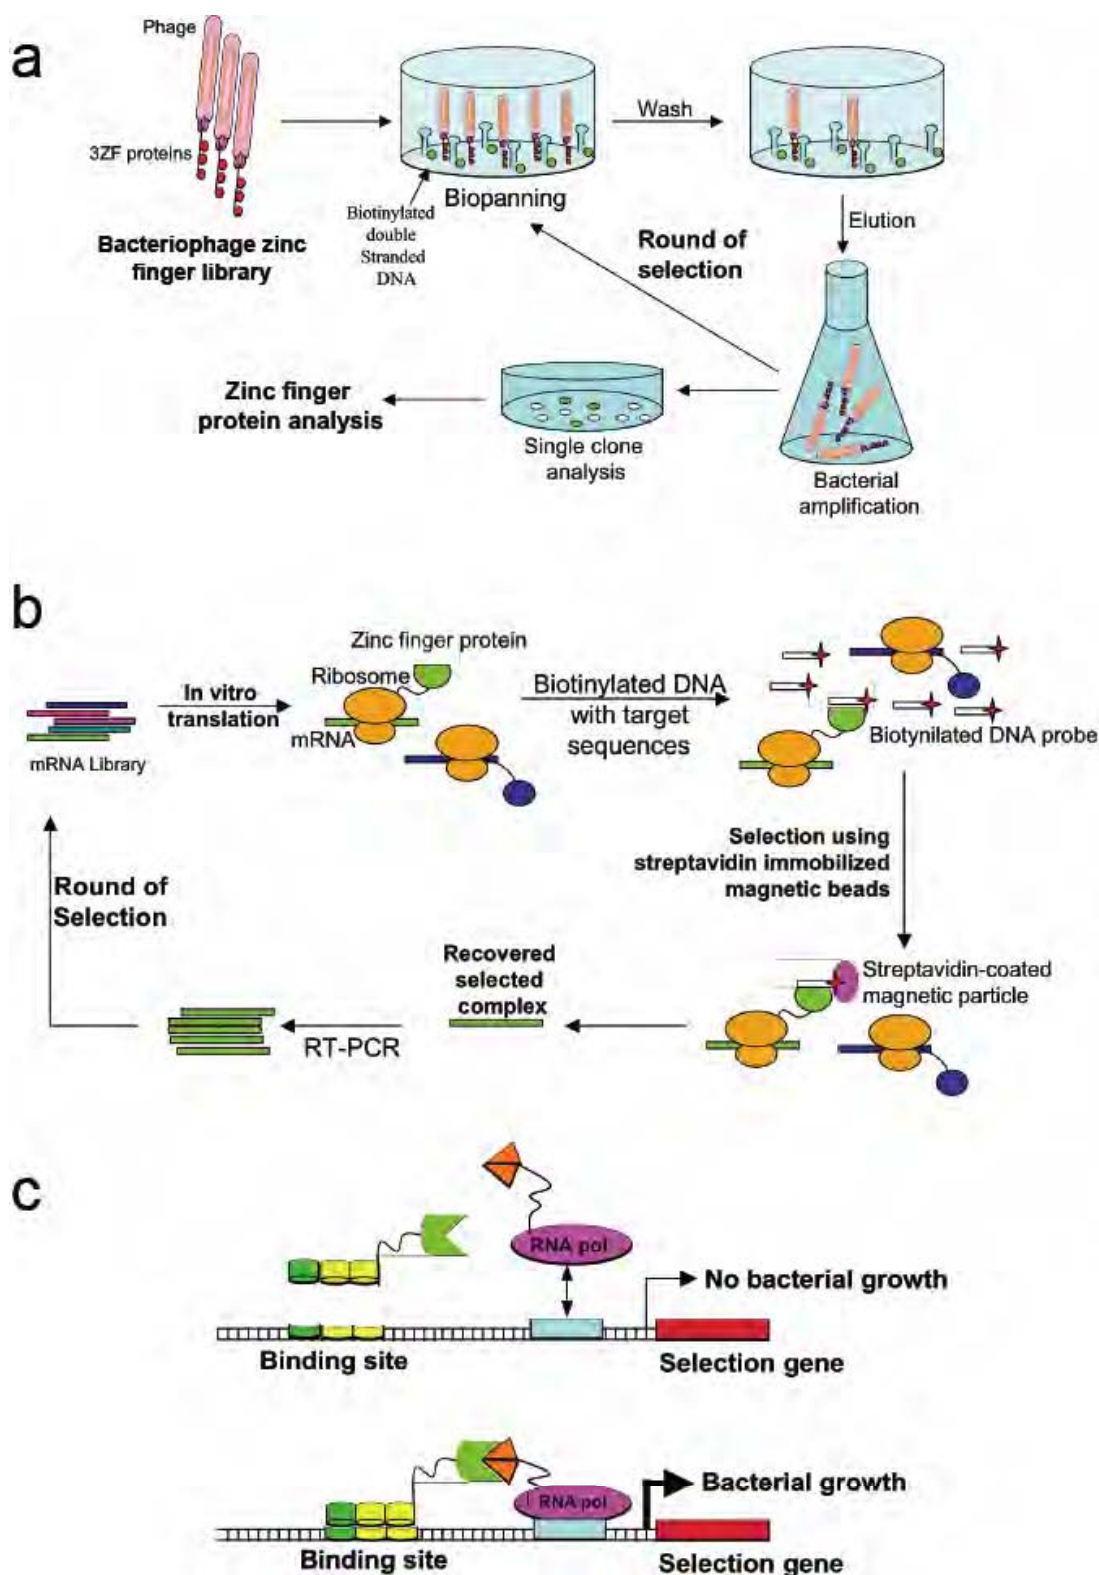 a
Phage
3ZF proteins
Bacteriophage zinc
finger library
Biotinylated
double
Stranded
DNA
Biopanning
Wash
Elution
Round of
selection
Bacterial
amplification
Single clone
analysis
Zinc finger
protein analysis
b
mRNA Library
In vitro
translation
Zinc finger protein
Ribosome
mRNA
Biotinylated DNA
with target
sequences
Biotynilated DNA probe
Selection using
streptavidin immobilized
magnetic beads
Streptavidin-coated
magnetic particle
Recovered
selected
complex
RT-PCR
Round of
Selection
c
RNA pol
No bacterial growth
Binding site
Selection gene
RNA pol
Bacterial growth
Binding site
Selection gene